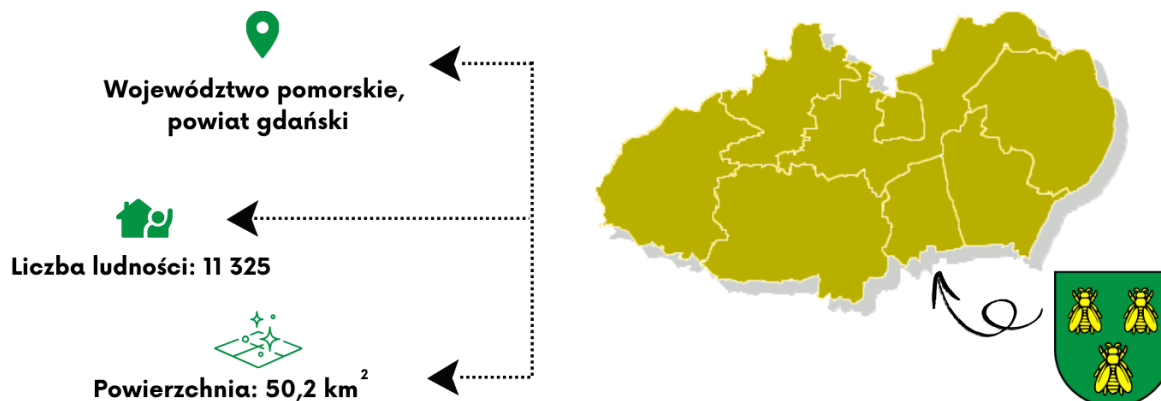 Województwo pomorskie,
powiat gdański
Liczba ludności: 11 325
Powierzchnia: 50,2 km²